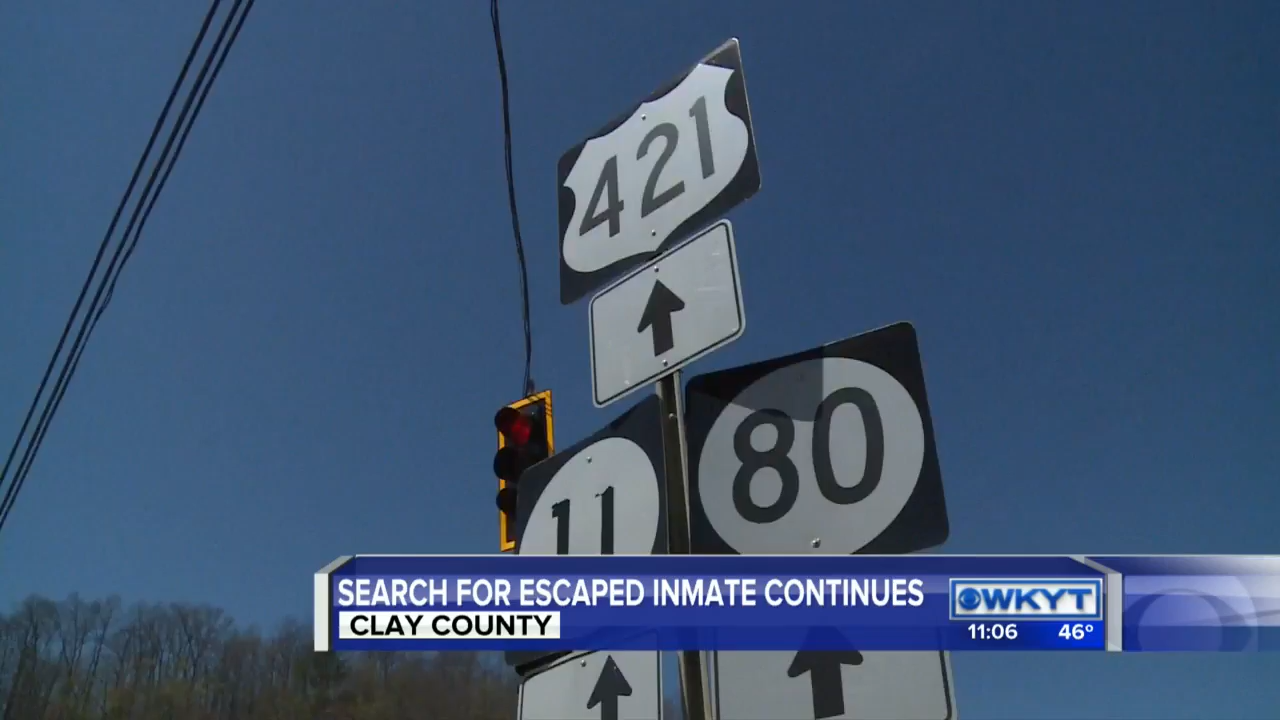 421
11
80
SEARCH FOR ESCAPED INMATE CONTINUES
CLAY COUNTY
WKYT
11:06 46°